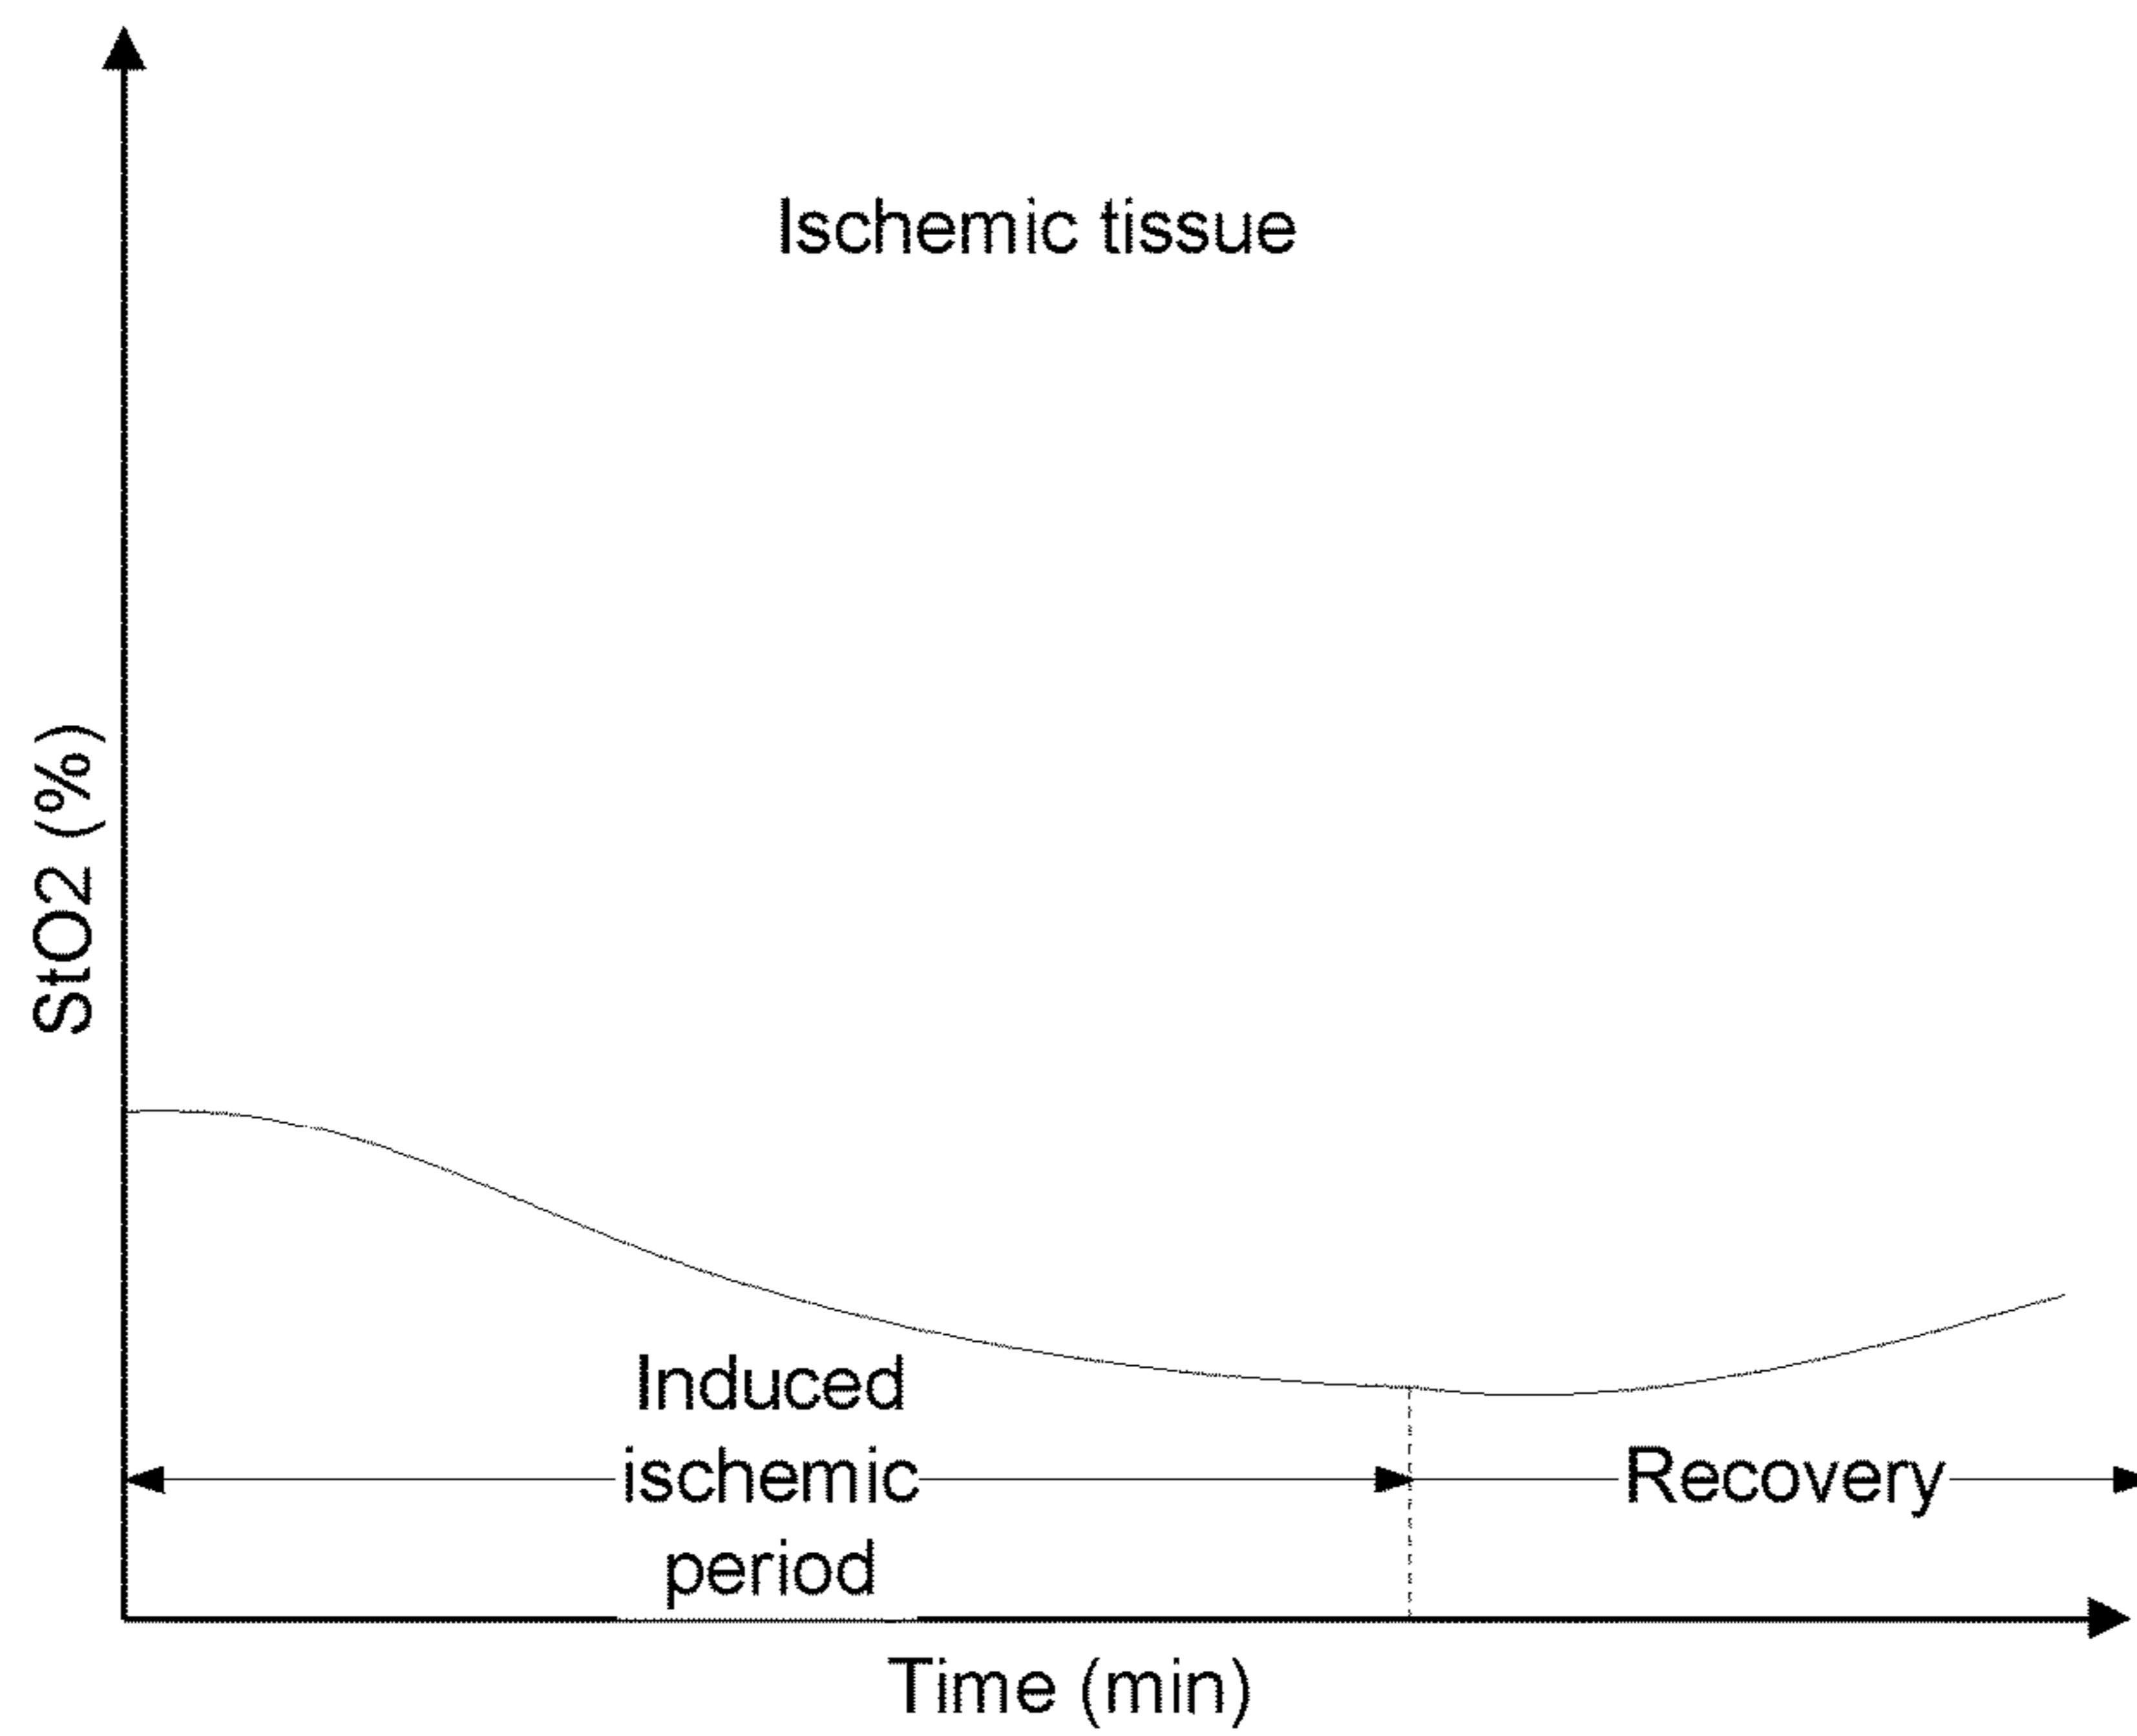 Ischemic tissue
StO2 (%)
Induced
ischemic
period
Recovery
Time (min)